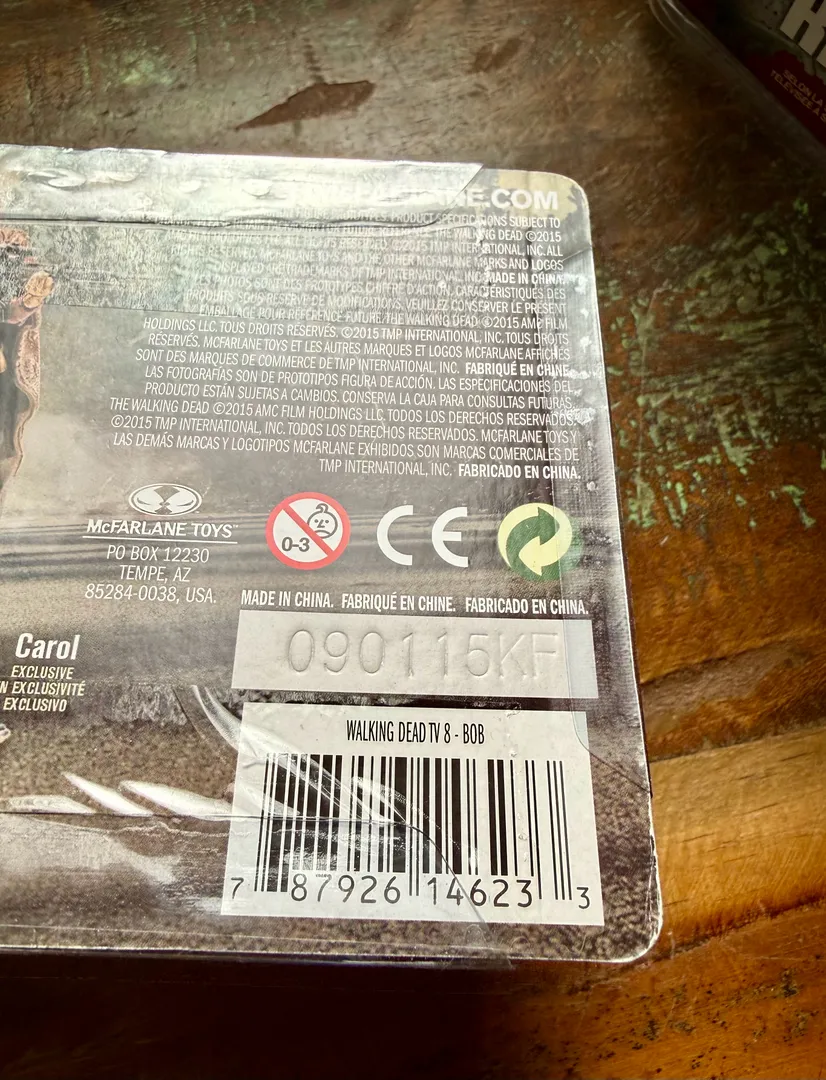 .COM
PRODUCT SPECIFICATIONS SUBJECT TO
THE WALKING DEAD ©2015
©2015 TMP INTERNATIONAL, INC. ALL
OTHER MCFARLANE MARKS AND LOGOS
TMP INTERNATIONAL, INC. MADE IN CHINA.
PROTOTYPES. CHIFFRE D'ACTION. CARACTÉRISTIQUES DES
PRODUITS SOUS RÉSERVE DE MODIFICATIONS. VEUILLEZ CONSERVER LE PRÉSENT
EMBALLAGE POUR RÉFÉRENCE FUTURE. THE WALKING DEAD ©2015 AMC FILM
HOLDINGS LLC. TOUS DROITS RÉSERVÉS. ©2015 TMP INTERNATIONAL, INC. TOUS DROITS
RÉSERVÉS. MCFARLANE TOYS ET LES AUTRES MARQUES ET LOGOS MCFARLANE AFFICHÉS
SONT DES MARQUES DE COMMERCE DE TMP INTERNATIONAL, INC. FABRIQUÉ EN CHINE.
LAS FOTOGRAFÍAS SON DE PROTOTIPOS FIGURA DE ACCIÓN. LAS ESPECIFICACIONES DEL
PRODUCTO ESTÁN SUJETAS A CAMBIOS. CONSERVA LA CAJA PARA CONSULTAS FUTURAS.
THE WALKING DEAD ©2015 AMC FILM HOLDINGS LLC. TODOS LOS DERECHOS RESERVADOS.
©2015 TMP INTERNATIONAL, INC. TODOS LOS DERECHOS RESERVADOS. MCFARLANE TOYS Y
LAS DEMÁS MARCAS Y LOGOTIPOS MCFARLANE EXHIBIDOS SON MARCAS COMERCIALES DE
TMP INTERNATIONAL, INC. FABRICADO EN CHINA.
McFARLANE TOYS™
PO BOX 12230
TEMPE, AZ
85284-0038, USA.
0-3
CE
MADE IN CHINA. FABRIQUÉ EN CHINE. FABRICADO EN CHINA.
090115KF
Carol
EXCLUSIVE
EN EXCLUSIVITÉ
EXCLUSIVO
WALKING DEAD TV 8 - BOB
7 87926 14623 3
SELON LA
TÉLÉVISÉE